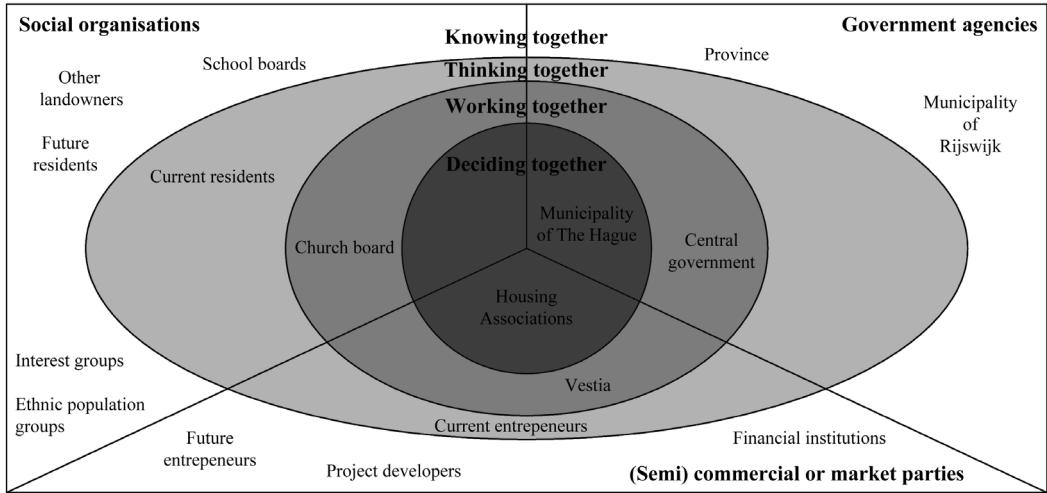 Social organisations
Government agencies
Knowing together
Province
School boards
Thinking together
Other
landowners
Working together
Municipality
of
Rijswijk
Future
residents
Deciding together
Current residents
Municipality
of The Hague
Church board
Central
government
Housing
Associations
Interest groups
Vestia
Ethnic population
groups
Current entrepeneurs
Future
entrepeneurs
Financial institutions
Project developers
(Semi) commercial or market parties